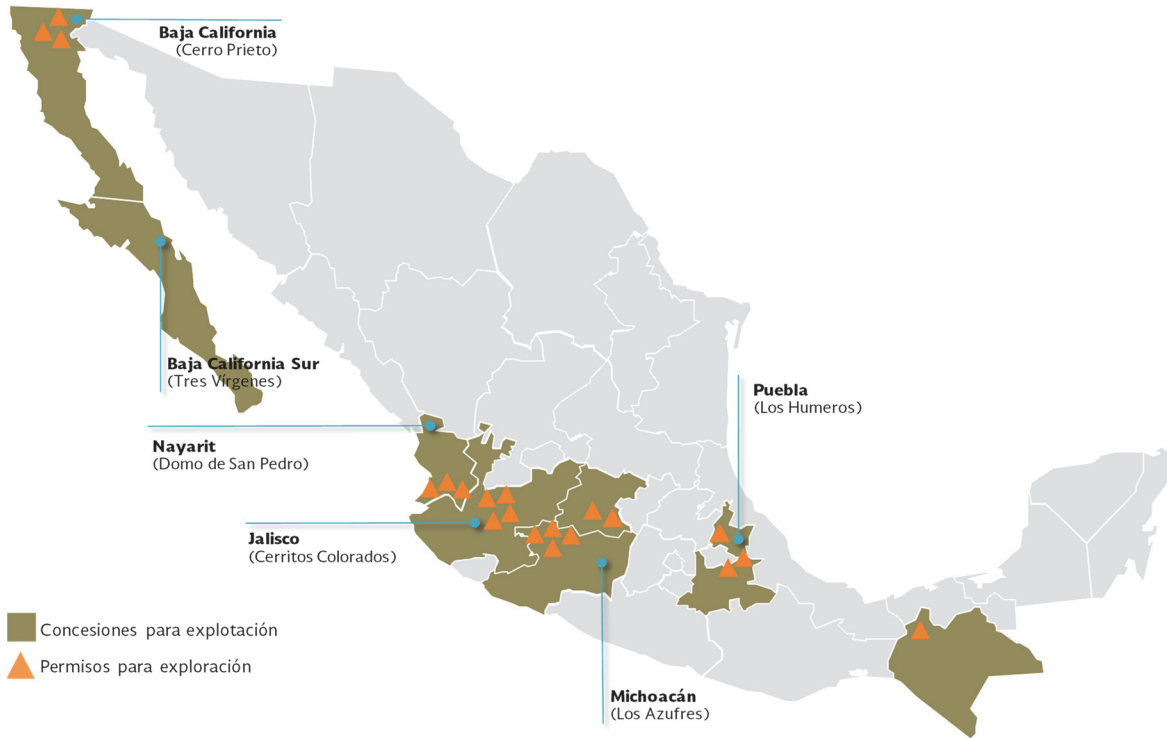 Baja California
(Cerro Prieto)
Baja California Sur
(Tres Vírgenes)
Puebla
(Los Humeros)
Nayarit
(Domo de San Pedro)
Jalisco
(Cerritos Colorados)
Concesiones para explotación
Permisos para exploración
Michoacán
(Los Azufres)